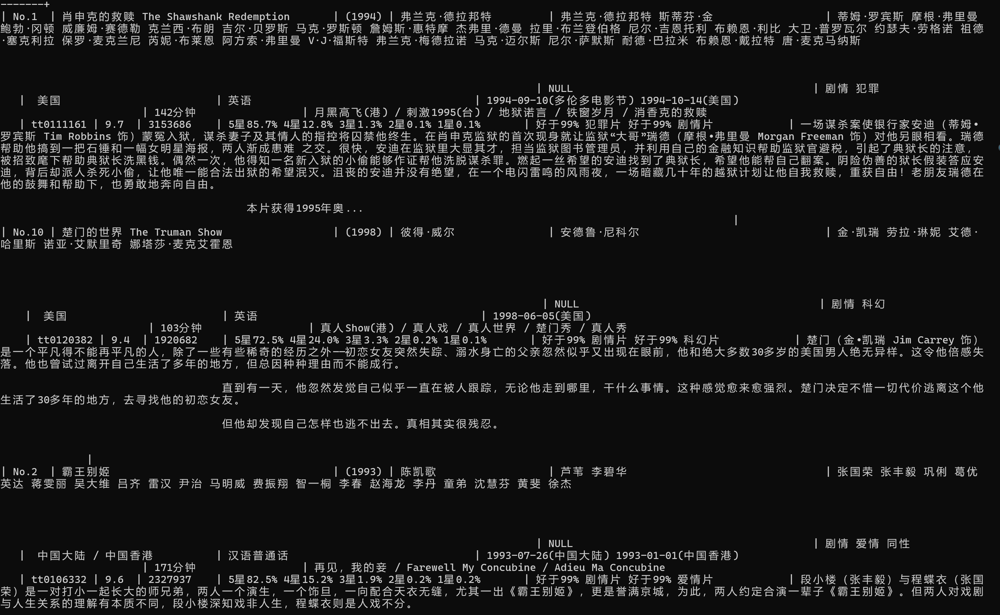 -------+
| No.1 | 肖申克的救赎 The Shawshank Redemption | (1994) | 弗兰克·德拉邦特 | 弗兰克·德拉邦特 斯蒂芬·金 | 蒂姆·罗宾斯 摩根·弗里曼
鲍勃·冈顿 威廉姆·赛德勒 克兰西·布朗 吉尔·贝罗斯 马克·罗斯顿 詹姆斯·惠特摩 杰弗里·德曼 拉里·布兰登伯格 尼尔·吉恩托利 布赖恩·利比 大卫·普罗瓦尔 约瑟夫·劳格诺 祖德
·塞克利拉 保罗·麦克兰尼 芮妮·布莱恩 阿方索·弗里曼 V·J·福斯特 弗兰克·梅德拉诺 马克·迈尔斯 尼尔·萨默斯 耐德·巴拉米 布赖恩·戴拉特 唐·麦克马纳斯
| NULL | 剧情 犯罪
| 美国 | 英语 | 1994-09-10(多伦多电影节) 1994-10-14(美国)
| 142分钟 | 月黑高飞(港) / 刺激1995(台) / 地狱诺言 / 铁窗岁月 / 消香克的救赎
| tt0111161 | 9.7 | 3153686 | 5星85.7% 4星12.8% 3星1.3% 2星0.1% 1星0.1% | 好于99% 犯罪片 好于99% 剧情片 | 一场谋杀案使银行家安迪（蒂姆•
罗宾斯 Tim Robbins 饰）蒙冤入狱，谋杀妻子及其情人的指控将囚禁他终生。在肖申克监狱的首次现身就让监狱“大哥”瑞德（摩根•弗里曼 Morgan Freeman 饰）对他另眼相看。瑞德
帮助他搞到一把石锤和一幅女明星海报，两人渐成患难 之交。很快，安迪在监狱里大显其才，担当监狱图书管理员，并利用自己的金融知识帮助监狱官避税，引起了典狱长的注意，
被招致麾下帮助典狱长洗黑钱。偶然一次，他得知一名新入狱的小偷能够作证帮他洗脱谋杀罪。燃起一丝希望的安迪找到了典狱长，希望他能帮自己翻案。阴险伪善的狱长假装答应安
迪，背后却派人杀死小偷，让他唯一能合法出狱的希望泯灭。沮丧的安迪并没有绝望，在一个电闪雷鸣的风雨夜，一场暗藏几十年的越狱计划让他自我救赎，重获自由！老朋友瑞德在
他的鼓舞和帮助下，也勇敢地奔向自由。
本片获得1995年奥...
|
| No.10 | 楚门的世界 The Truman Show | (1998) | 彼得·威尔 | 安德鲁·尼科尔 | 金·凯瑞 劳拉·琳妮 艾德·
哈里斯 诺亚·艾默里奇 娜塔莎·麦克艾霍恩
| NULL | 剧情 科幻
| 美国 | 英语 | 1998-06-05(美国)
| 103分钟 | 真人Show(港) / 真人戏 / 真人世界 / 楚门秀 / 真人秀
| tt0120382 | 9.4 | 1920682 | 5星72.5% 4星24.0% 3星3.3% 2星0.2% 1星0.1% | 好于99% 剧情片 好于99% 科幻片 | 楚门（金•凯瑞 Jim Carrey 饰）
是一个平凡得不能再平凡的人，除了一些有些稀奇的经历之外——初恋女友突然失踪、溺水身亡的父亲忽然似乎又出现在眼前，他和绝大多数30多岁的美国男人绝无异样。这令他倍感失
落。他也曾试过离开自己生活了多年的地方，但总因种种理由而不能成行。
直到有一天，他忽然发觉自己似乎一直在被人跟踪，无论他走到哪里，干什么事情。这种感觉愈来愈强烈。楚门决定不惜一切代价逃离这个他
生活了30多年的地方，去寻找他的初恋女友。
但他却发现自己怎样也逃不出去。真相其实很残忍。
|
| No.2 | 霸王别姬 | (1993) | 陈凯歌 | 芦苇 李碧华 | 张国荣 张丰毅 巩俐 葛优
英达 蒋雯丽 吴大维 吕齐 雷汉 尹治 马明威 费振翔 智一桐 李春 赵海龙 李丹 童弟 沈慧芬 黄斐 徐杰
| NULL | 剧情 爱情 同性
| 中国大陆 / 中国香港 | 汉语普通话 | 1993-07-26(中国大陆) 1993-01-01(中国香港)
| 171分钟 | 再见，我的妾 / Farewell My Concubine / Adieu Ma Concubine
| tt0106332 | 9.6 | 2327937 | 5星82.5% 4星15.2% 3星1.9% 2星0.2% 1星0.2% | 好于99% 剧情片 好于99% 爱情片 | 段小楼（张丰毅）与程蝶衣（张国
荣）是一对打小一起长大的师兄弟，两人一个演生，一个饰旦，一向配合天衣无缝，尤其一出《霸王别姬》，更是誉满京城，为此，两人约定合演一辈子《霸王别姬》。但两人对戏剧
与人生关系的理解有本质不同，段小楼深知戏非人生，程蝶衣则是人戏不分。